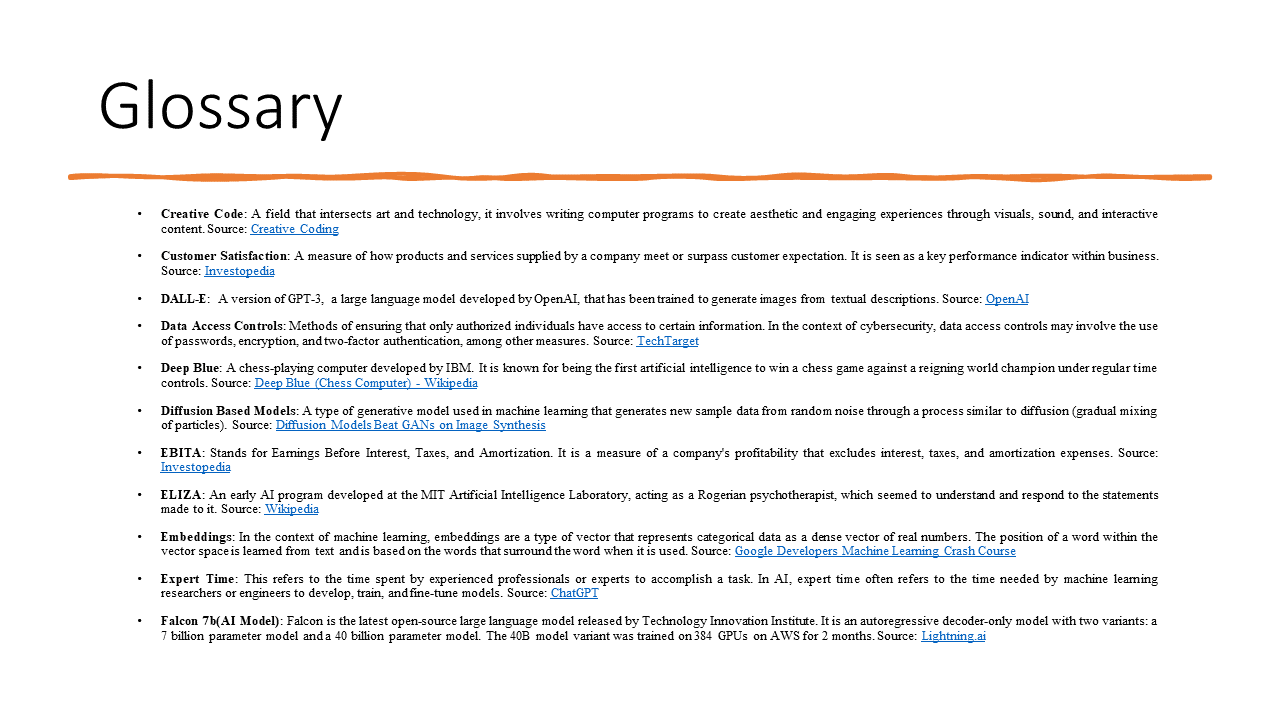 Glossary
• Creative Code: A field that intersects art and technology, it involves writing computer programs to create aesthetic and engaging experiences through visuals, sound, and interactive
content. Source: Creative Coding
• Customer Satisfaction: A measure of how products and services supplied by a company meet or surpass customer expectation. It is seen as a key performance indicator within business.
Source: Investopedia
• DALL-E: A version of GPT-3, a large language model developed by OpenAI, that has been trained to generate images from textual descriptions. Source: OpenAI
• Data Access Controls: Methods of ensuring that only authorized individuals have access to certain information. In the context of cybersecurity, data access controls may involve the use
of passwords, encryption, and two-factor authentication, among other measures. Source: TechTarget
• Deep Blue: A chess-playing computer developed by IBM. It is known for being the first artificial intelligence to win a chess game against a reigning world champion under regular time
controls. Source: Deep Blue (Chess Computer) - Wikipedia
• Diffusion Based Models: A type of generative model used in machine learning that generates new sample data from random noise through a process similar to diffusion (gradual mixing
of particles). Source: Diffusion Models Beat GANs on Image Synthesis
• EBITA: Stands for Earnings Before Interest, Taxes, and Amortization. It is a measure of a company's profitability that excludes interest, taxes, and amortization expenses. Source:
Investopedia
• ELIZA: An early AI program developed at the MIT Artificial Intelligence Laboratory, acting as a Rogerian psychotherapist, which seemed to understand and respond to the statements
made to it. Source: Wikipedia
• Embeddings: In the context of machine learning, embeddings are a type of vector that represents categorical data as a dense vector of real numbers. The position of a word within the
vector space is learned from text and is based on the words that surround the word when it is used. Source: Google Developers Machine Learning Crash Course
• Expert Time: This refers to the time spent by experienced professionals or experts to accomplish a task. In AI, expert time often refers to the time needed by machine learning
researchers or engineers to develop, train, and fine-tune models. Source: ChatGPT
• Falcon 7b(AI Model): Falcon is the latest open-source large language model released by Technology Innovation Institute. It is an autoregressive decoder-only model with two variants: a
7 billion parameter model and a 40 billion parameter model. The 40B model variant was trained on 384 GPUs on AWS for 2 months. Source: Lightning.ai